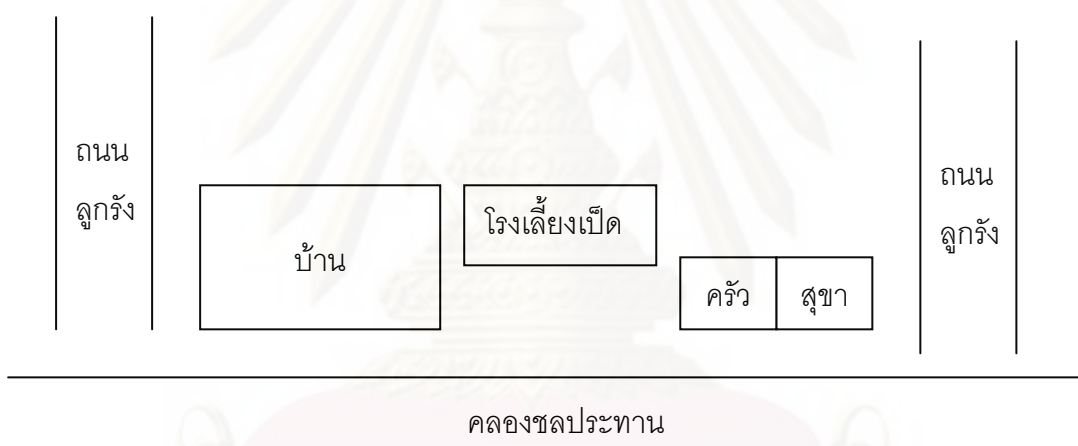 ถนน
ลูกรัง
บ้าน
โรงเลี้ยงเป็ด
ครัว
สุขา
ถนน
ลูกรัง
คลองชลประทาน